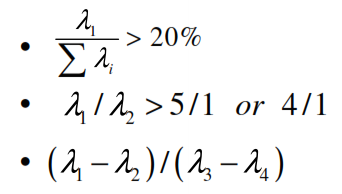 • λ₁ / ∑ λᵢ > 20%
• λ₁ / λ₂ > 5/1 or 4/1
• (λ₁ − λ₂)/(λ₃ − λ₄)